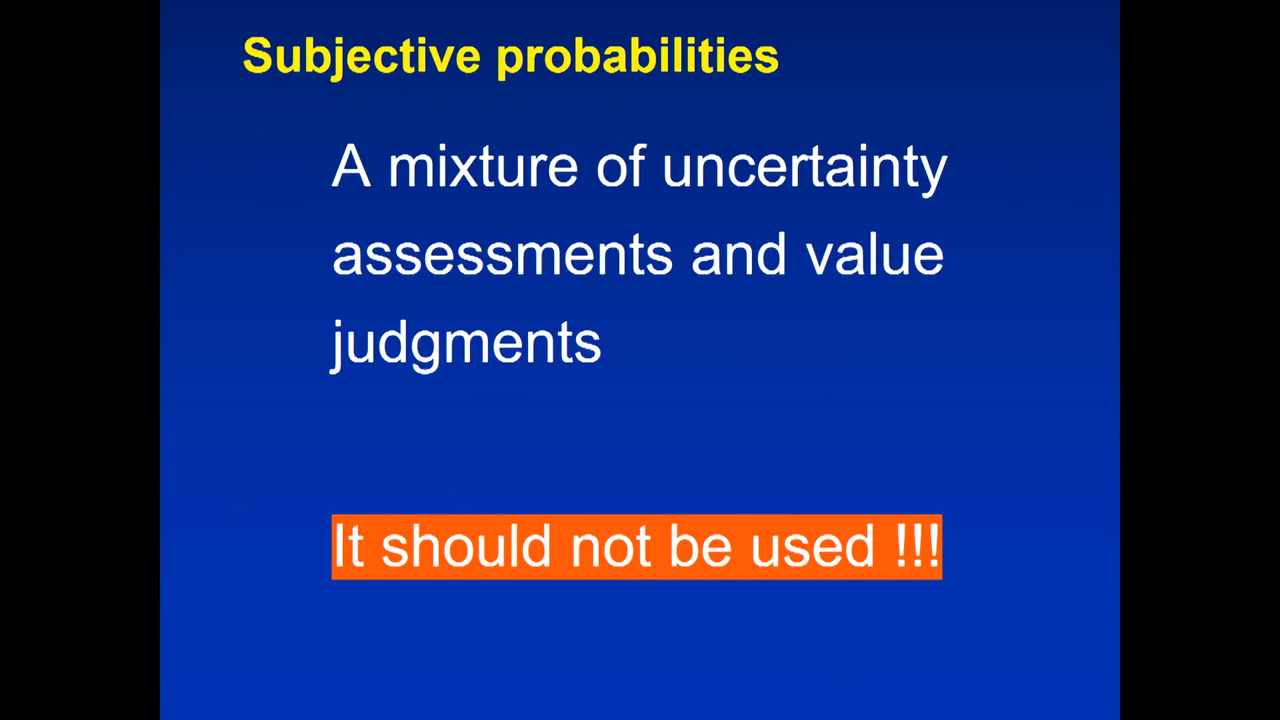 Subjective probabilities
A mixture of uncertainty
assessments and value
judgments
It should not be used !!!